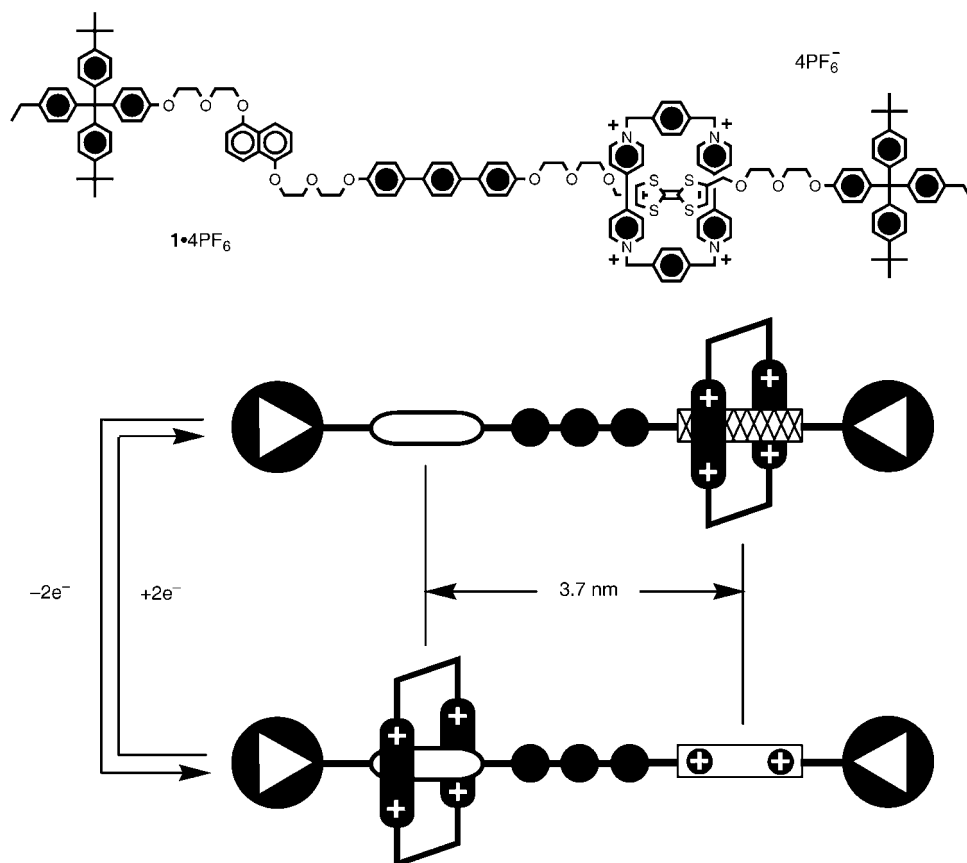 4PF₆⁻
O O O
O
O O O O O O
S S
S S
N N
N N
+ +
+ +
O O O
1•4PF₆
+ +
+ +
−2e⁻
+2e⁻
3.7 nm
+ +
+ +
+ +